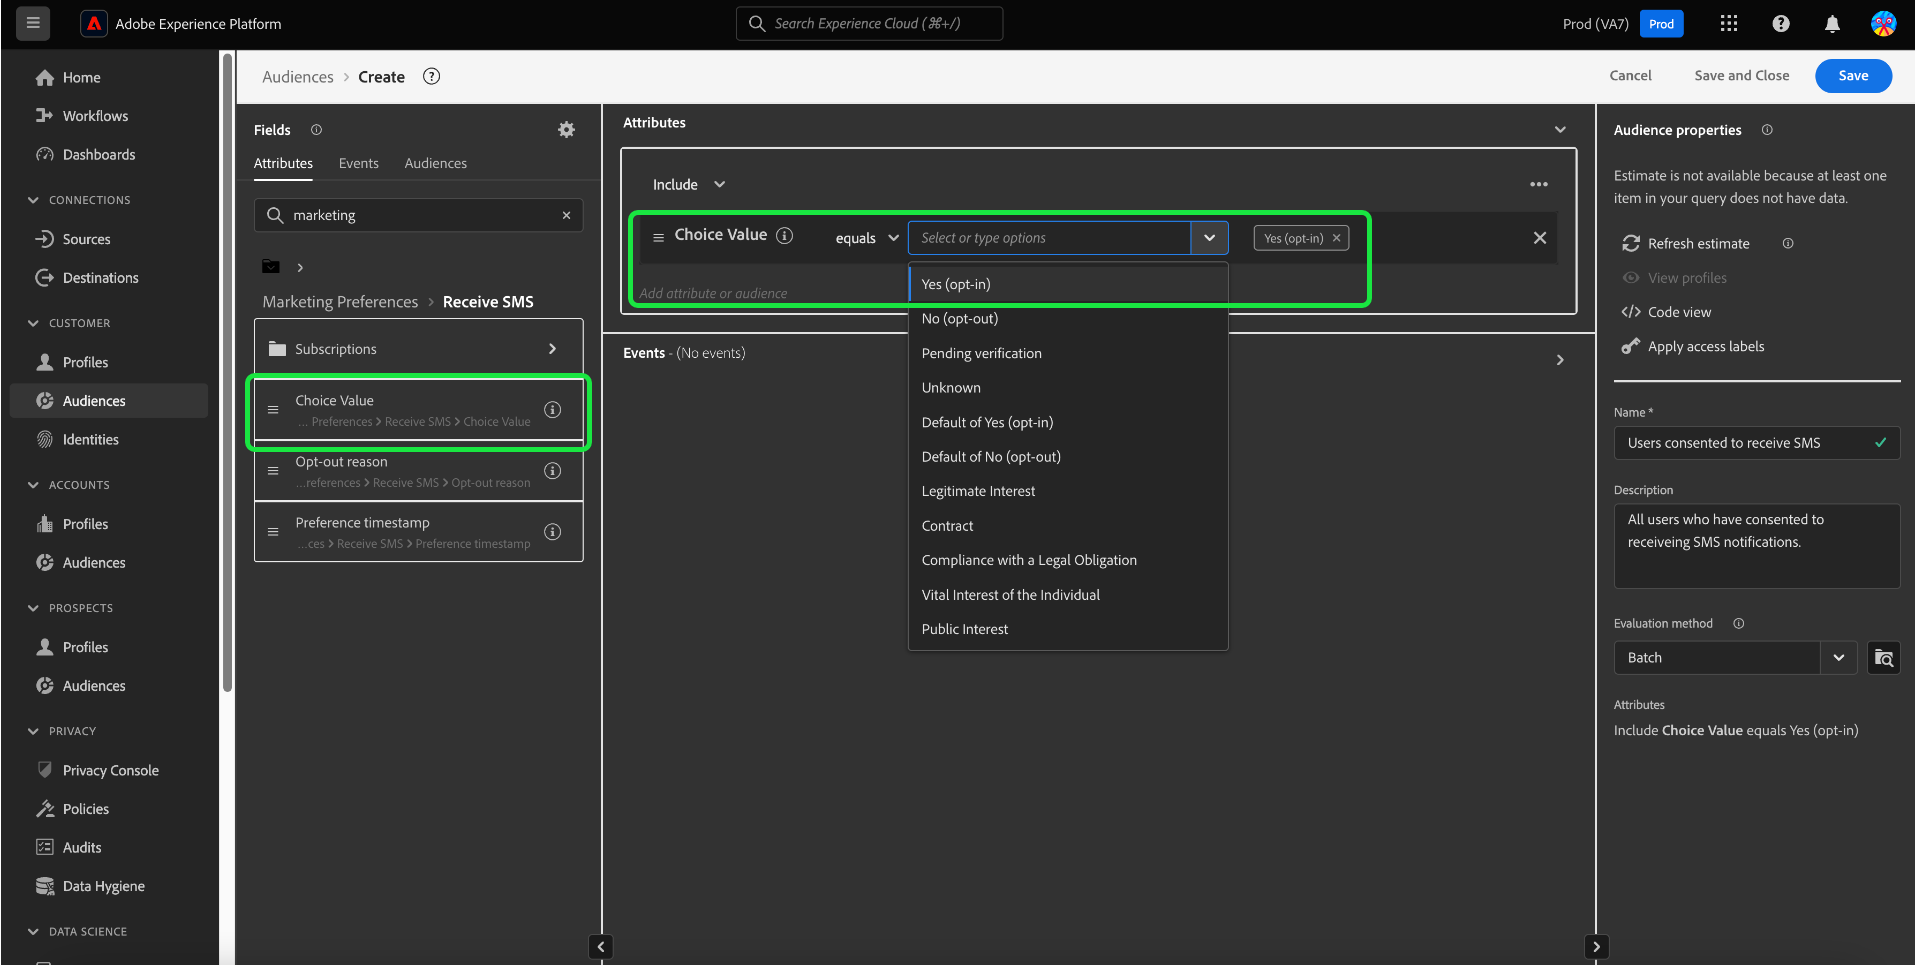 Adobe Experience Platform
Search Experience Cloud (⌘+/)
Prod (VA7)
Prod
Home
Workflows
Dashboards
CONNECTIONS
Sources
Destinations
CUSTOMER
Profiles
Audiences
Identities
ACCOUNTS
Profiles
Audiences
PROSPECTS
Profiles
Audiences
PRIVACY
Privacy Console
Policies
Audits
Data Hygiene
DATA SCIENCE
Audiences > Create
Cancel
Save and Close
Save
Fields
Attributes
Events
Audiences
marketing
Marketing Preferences > Receive SMS
Subscriptions
Choice Value
... Preferences > Receive SMS > Choice Value
Opt-out reason
...references > Receive SMS > Opt-out reason
Preference timestamp
...ces > Receive SMS > Preference timestamp
Attributes
Include
Choice Value
equals
Select or type options
Yes (opt-in)
Add attribute or audience
Yes (opt-in)
No (opt-out)
Pending verification
Unknown
Default of Yes (opt-in)
Default of No (opt-out)
Legitimate Interest
Contract
Compliance with a Legal Obligation
Vital Interest of the Individual
Public Interest
Events - (No events)
Audience properties
Estimate is not available because at least one
item in your query does not have data.
Refresh estimate
View profiles
Code view
Apply access labels
Name *
Users consented to receive SMS
Description
All users who have consented to
receiveing SMS notifications.
Evaluation method
Batch
Attributes
Include Choice Value equals Yes (opt-in)